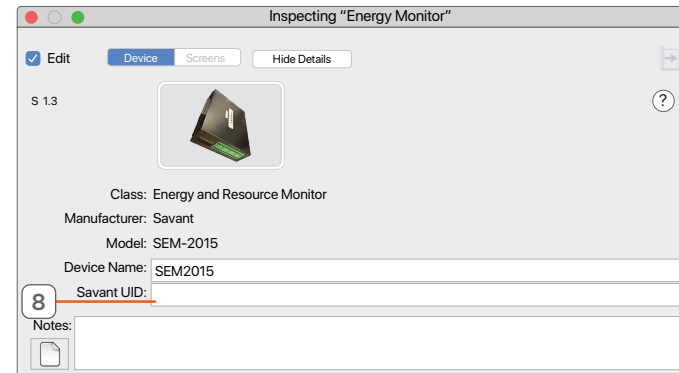 Inspecting “Energy Monitor”
Edit Device Screens Hide Details
S 1.3
?
Class: Energy and Resource Monitor
Manufacturer: Savant
Model: SEM-2015
Device Name: SEM2015
Savant UID:
8
Notes: